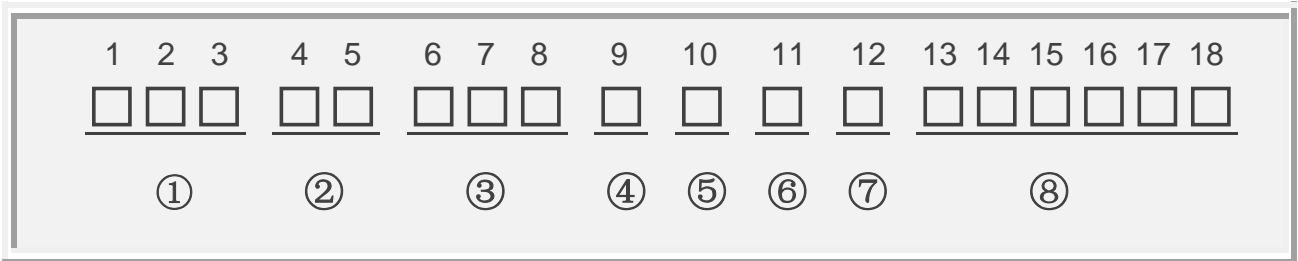 1 2 3 4 5 6 7 8 9 10 11 12 13 14 15 16 17 18
□ □ □ □ □ □ □ □ □ □ □ □ □ □ □ □ □ □
① ② ③ ④ ⑤ ⑥ ⑦ ⑧